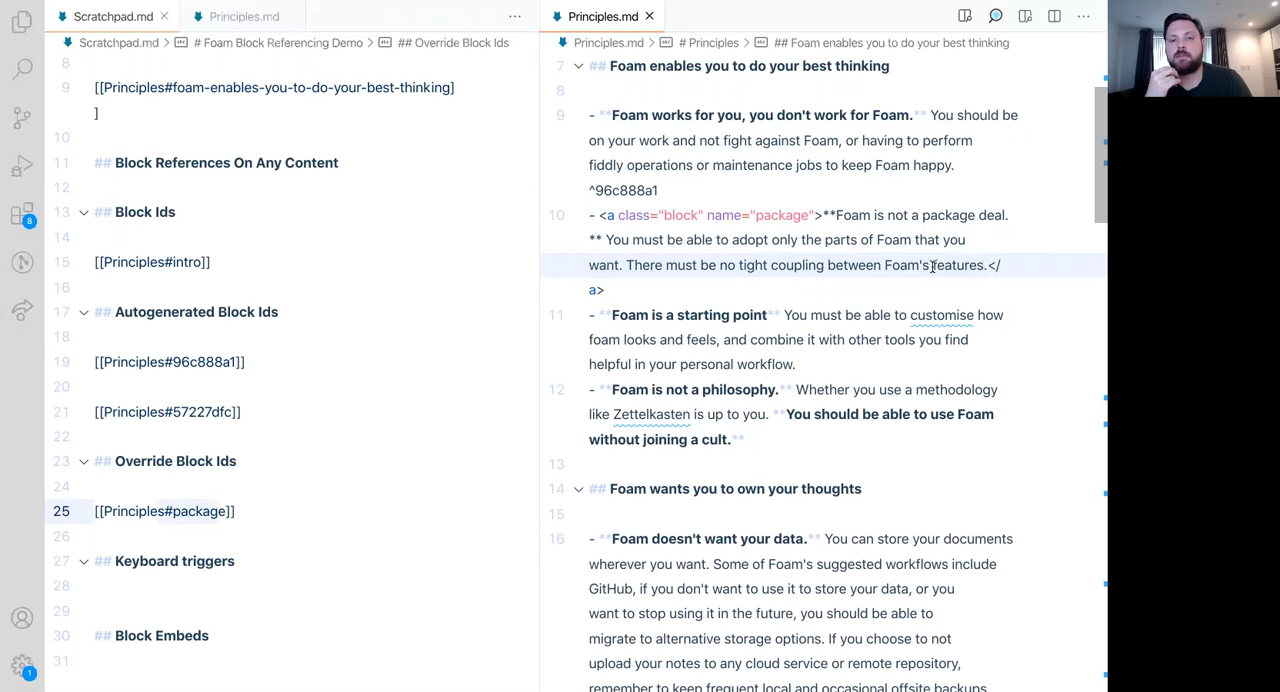 Scratchpad.md
Principles.md
Principles.md
Scratchpad.md > # Foam Block Referencing Demo > ## Override Block Ids
Principles.md > # Principles > ## Foam enables you to do your best thinking
8
9 [[Principles#foam-enables-you-to-do-your-best-thinking]
]
10
11 ## Block References On Any Content
12
13 ## Block Ids
14
15 [[Principles#intro]]
16
17 ## Autogenerated Block Ids
18
19 [[Principles#96c888a1]]
20
21 [[Principles#57227dfc]]
22
23 ## Override Block Ids
24
25 [[Principles#package]]
26
27 ## Keyboard triggers
28
29
30 ## Block Embeds
31
7 ## Foam enables you to do your best thinking
8
9 - **Foam works for you, you don't work for Foam.** You should be
on your work and not fight against Foam, or having to perform
fiddly operations or maintenance jobs to keep Foam happy.
^96c888a1
10 - <a class="block" name="package">**Foam is not a package deal.
** You must be able to adopt only the parts of Foam that you
want. There must be no tight coupling between Foam's features.</
a>
11 - **Foam is a starting point** You must be able to customise how
foam looks and feels, and combine it with other tools you find
helpful in your personal workflow.
12 - **Foam is not a philosophy.** Whether you use a methodology
like Zettelkasten is up to you. **You should be able to use Foam
without joining a cult.**
13
14 ## Foam wants you to own your thoughts
15
16 - **Foam doesn't want your data.** You can store your documents
wherever you want. Some of Foam's suggested workflows include
GitHub, if you don't want to use it to store your data, or you
want to stop using it in the future, you should be able to
migrate to alternative storage options. If you choose to not
upload your notes to any cloud service or remote repository,
remember to keep frequent local and occasional offsite backups.
8
1